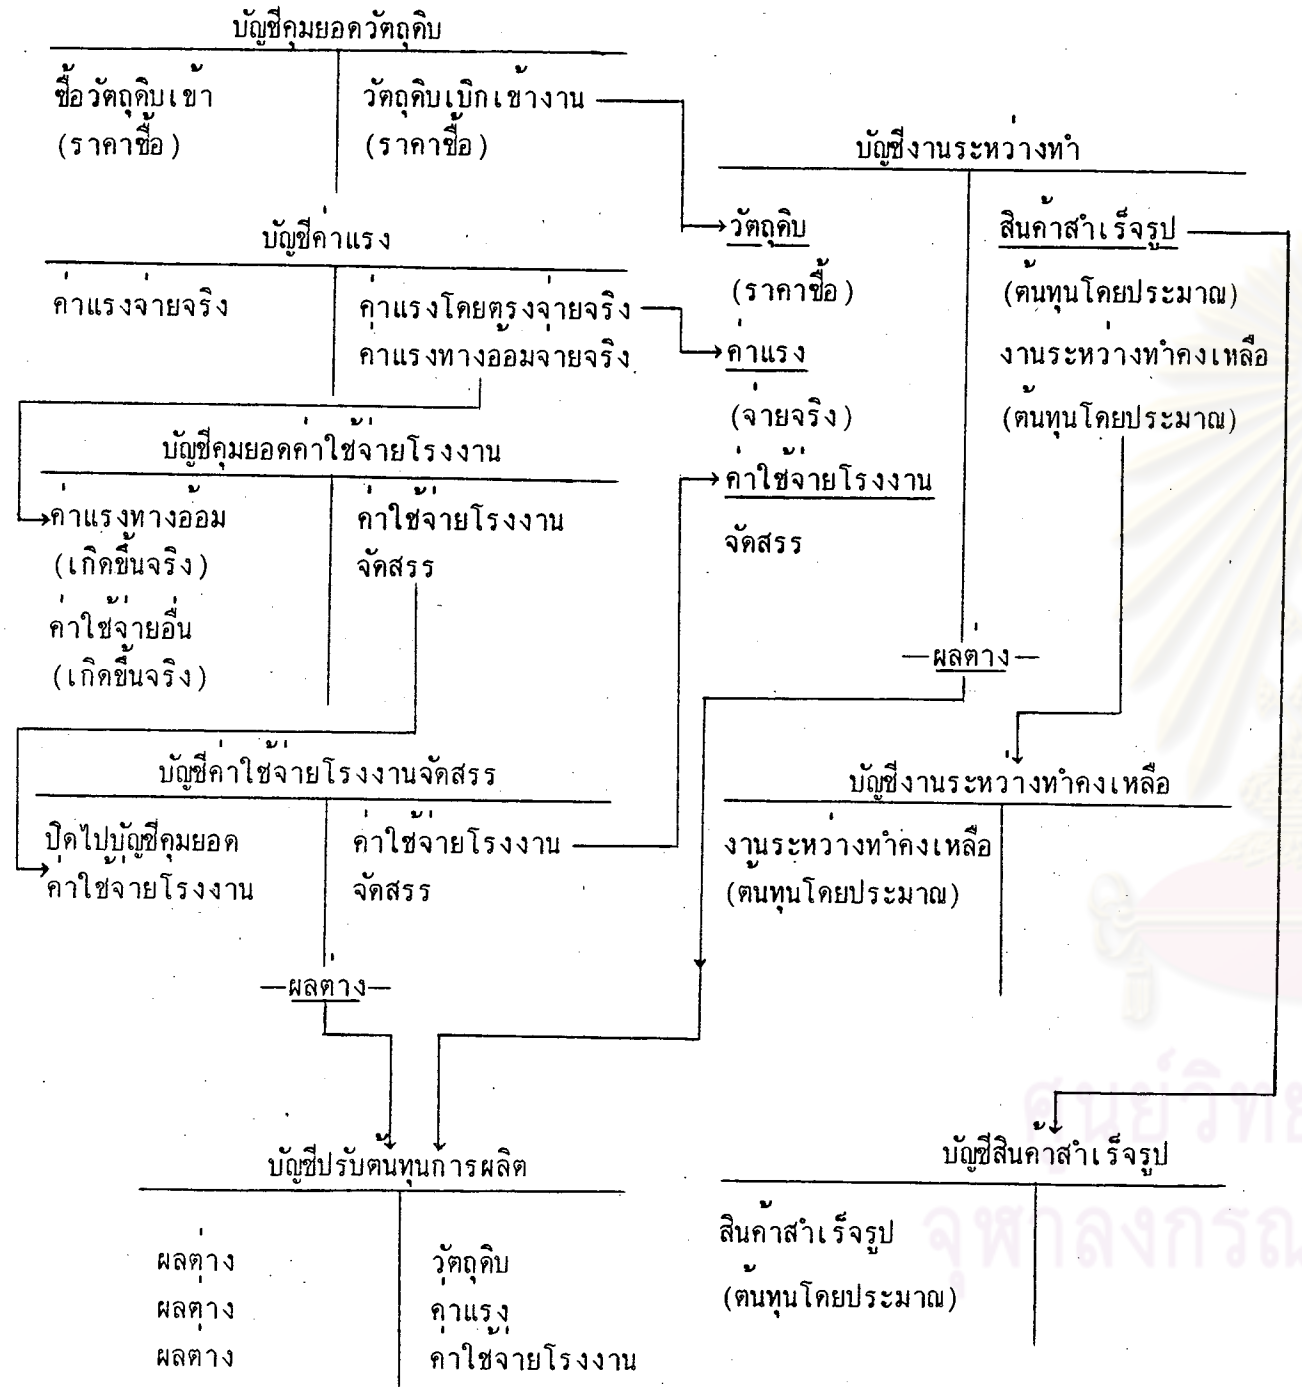 บัญชีคุมยอดวัตถุดิบ
ซื้อวัตถุดิบเข้า
(ราคาซื้อ)
วัตถุดิบเบิกเข้างาน
(ราคาซื้อ)
บัญชีค่าแรง
ค่าแรงจ่ายจริง
ค่าแรงโดยตรงจ่ายจริง
ค่าแรงทางอ้อมจ่ายจริง
บัญชีคุมยอดค่าใช้จ่ายโรงงาน
ค่าแรงทางอ้อม
(เกิดขึ้นจริง)
ค่าใช้จ่ายอื่น
(เกิดขึ้นจริง)
ค่าใช้จ่ายโรงงาน
จัดสรร
บัญชีค่าใช้จ่ายโรงงานจัดสรร
ปิดไปบัญชีคุมยอด
ค่าใช้จ่ายโรงงาน
ค่าใช้จ่ายโรงงาน
จัดสรร
ผลต่าง
บัญชีงานระหว่างทำ
วัตถุดิบ
(ราคาซื้อ)
ค่าแรง
(จ่ายจริง)
ค่าใช้จ่ายโรงงาน
จัดสรร
สินค้าสำเร็จรูป
(ต้นทุนโดยประมาณ)
งานระหว่างทำคงเหลือ
(ต้นทุนโดยประมาณ)
ผลต่าง
บัญชีงานระหว่างทำคงเหลือ
งานระหว่างทำคงเหลือ
(ต้นทุนโดยประมาณ)
บัญชีปรับต้นทุนการผลิต
ผลต่าง
ผลต่าง
ผลต่าง
วัตถุดิบ
ค่าแรง
ค่าใช้จ่ายโรงงาน
บัญชีสินค้าสำเร็จรูป
สินค้าสำเร็จรูป
(ต้นทุนโดยประมาณ)